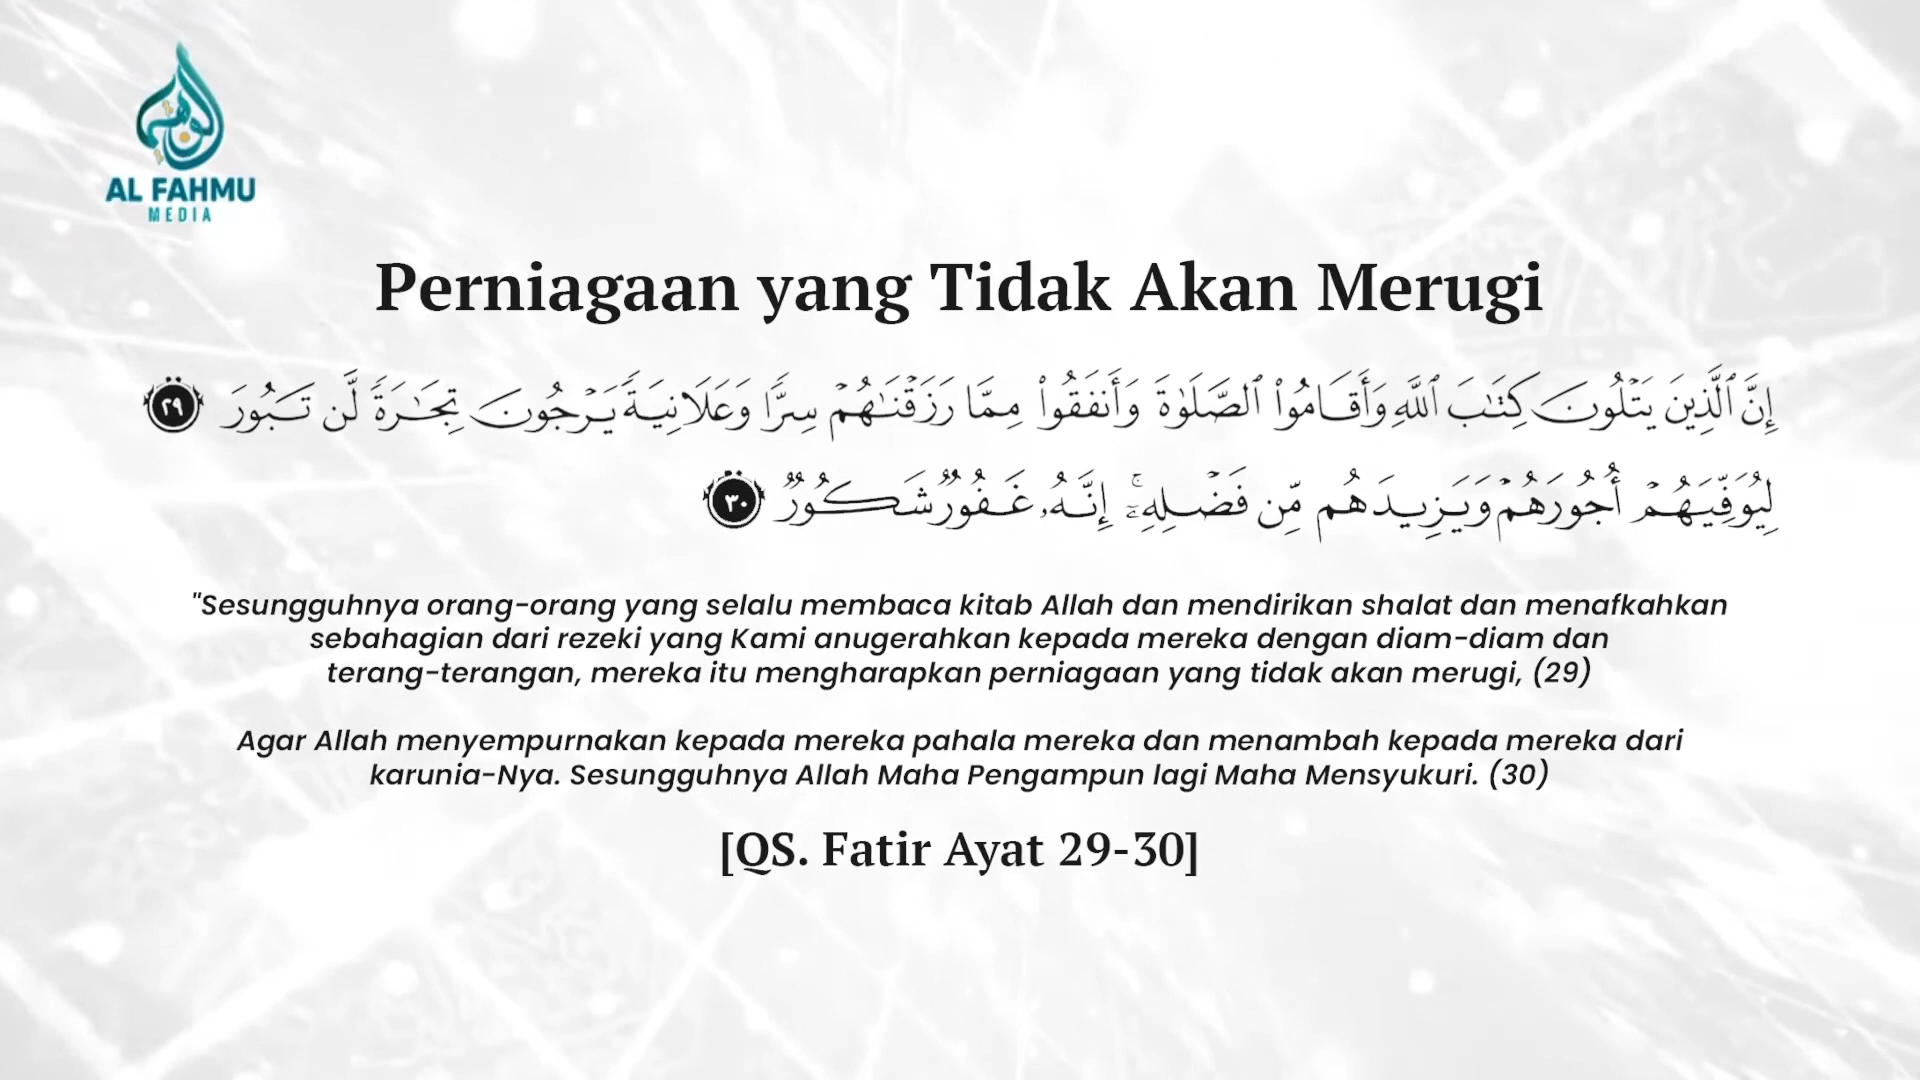 AL FAHMU
MEDIA
Perniagaan yang Tidak Akan Merugi
إِنَّ ٱلَّذِينَ يَتْلُونَ كِتَٰبَ ٱللَّهِ وَأَقَامُوا۟ ٱلصَّلَوٰةَ وَأَنفَقُوا۟ مِمَّا رَزَقْنَٰهُمْ سِرًّا وَعَلَانِيَةً يَرْجُونَ تِجَٰرَةً لَّن تَبُورَ ٢٩
لِيُوَفِّيَهُمْ أُجُورَهُمْ وَيَزِيدَهُم مِّن فَضْلِهِۦٓ ۚ إِنَّهُۥ غَفُورٌ شَكُورٌ ٣٠
"Sesungguhnya orang-orang yang selalu membaca kitab Allah dan mendirikan shalat dan menafkahkan
sebahagian dari rezeki yang Kami anugerahkan kepada mereka dengan diam-diam dan
terang-terangan, mereka itu mengharapkan perniagaan yang tidak akan merugi, (29)
Agar Allah menyempurnakan kepada mereka pahala mereka dan menambah kepada mereka dari
karunia-Nya. Sesungguhnya Allah Maha Pengampun lagi Maha Mensyukuri. (30)
[QS. Fatir Ayat 29-30]